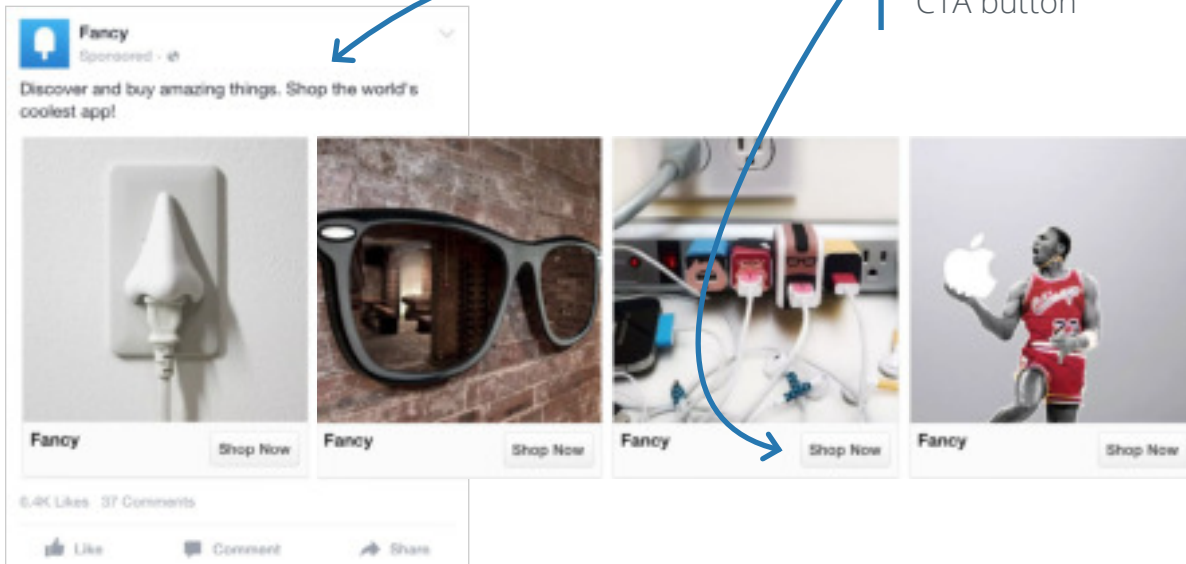 CTA button
Fancy
Sponsored ·
Discover and buy amazing things. Shop the world's
coolest app!
Fancy
Shop Now
Fancy
Shop Now
Fancy
Shop Now
Fancy
Shop Now
6.4K Likes 37 Comments
Like
Comment
Share